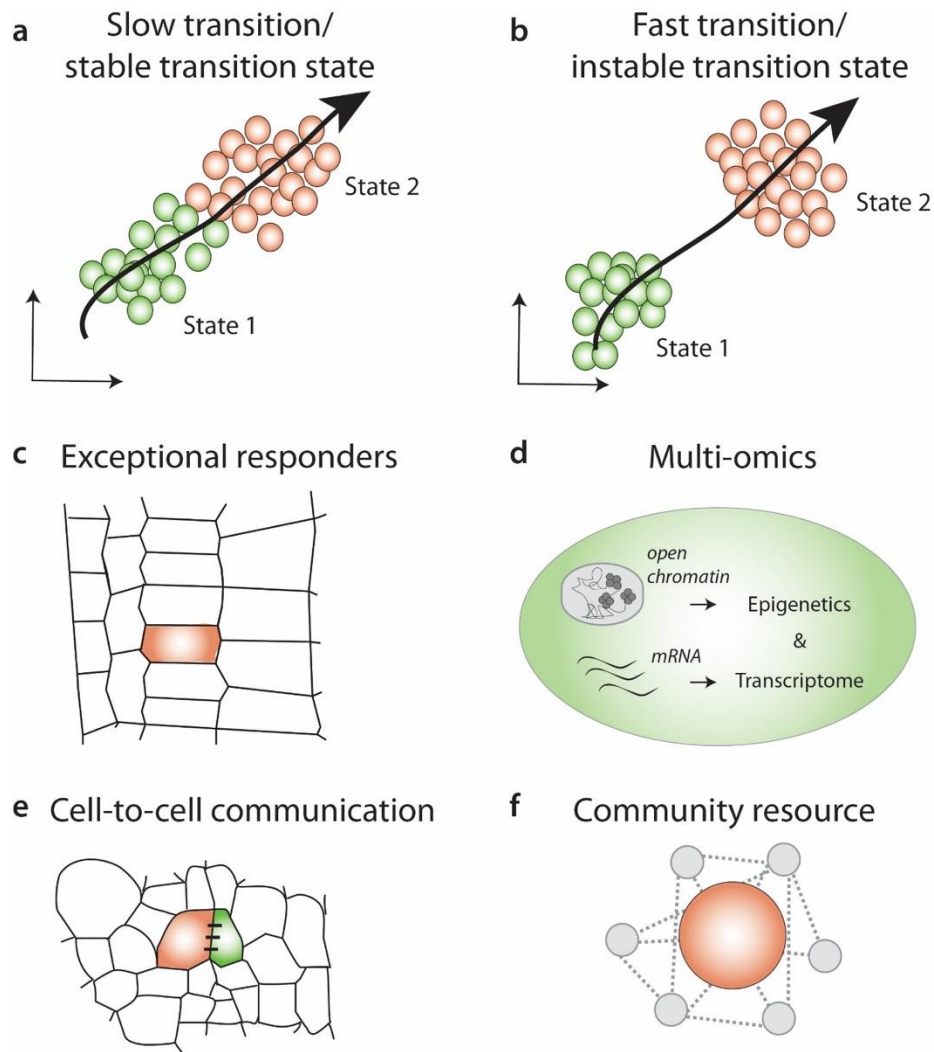 a Slow transition/
stable transition state
State 2
State 1
b Fast transition/
instable transition state
State 2
State 1
c Exceptional responders
d Multi-omics
open
chromatin
Epigenetics
&
mRNA
Transcriptome
e Cell-to-cell communication
f Community resource